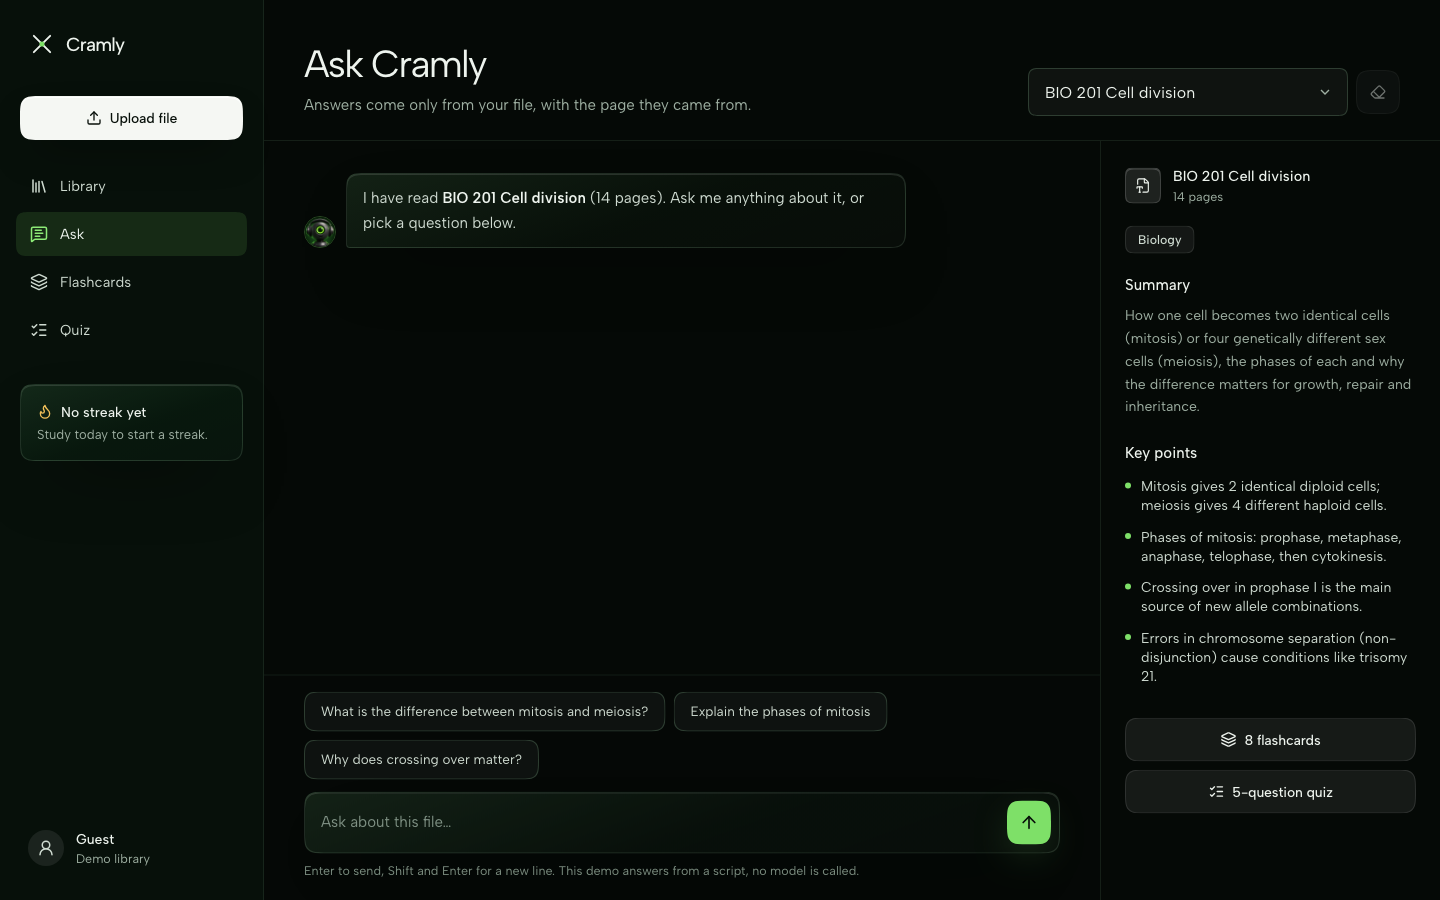 Cramly
Upload file
Library
Ask
Flashcards
Quiz
No streak yet
Study today to start a streak.
Guest
Demo library
Ask Cramly
Answers come only from your file, with the page they came from.
BIO 201 Cell division
I have read BIO 201 Cell division (14 pages). Ask me anything about it, or
pick a question below.
What is the difference between mitosis and meiosis?
Explain the phases of mitosis
Why does crossing over matter?
Ask about this file…
Enter to send, Shift and Enter for a new line. This demo answers from a script, no model is called.
BIO 201 Cell division
14 pages
Biology
Summary
How one cell becomes two identical cells
(mitosis) or four genetically different sex
cells (meiosis), the phases of each and why
the difference matters for growth, repair and
inheritance.
Key points
Mitosis gives 2 identical diploid cells;
meiosis gives 4 different haploid cells.
Phases of mitosis: prophase, metaphase,
anaphase, telophase, then cytokinesis.
Crossing over in prophase I is the main
source of new allele combinations.
Errors in chromosome separation (non-
disjunction) cause conditions like trisomy
21.
8 flashcards
5-question quiz